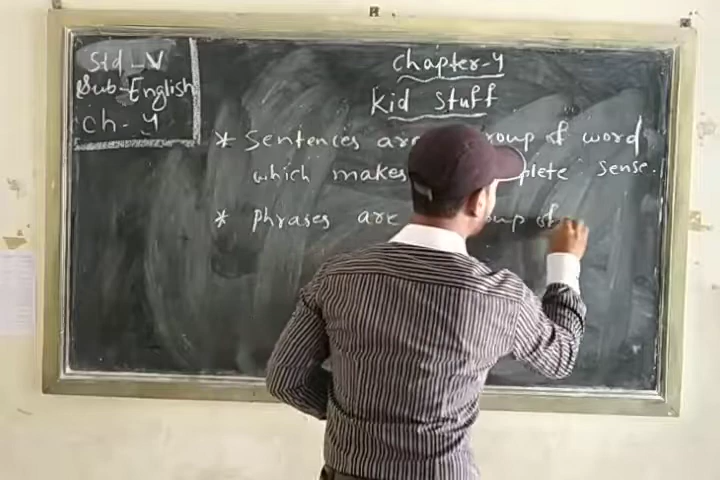 Std - V
Sub - English
Ch - 4
Chapter-4
Kid Stuff
* Sentences are roup of word
which makes plete sense.
* Phrases are oup of